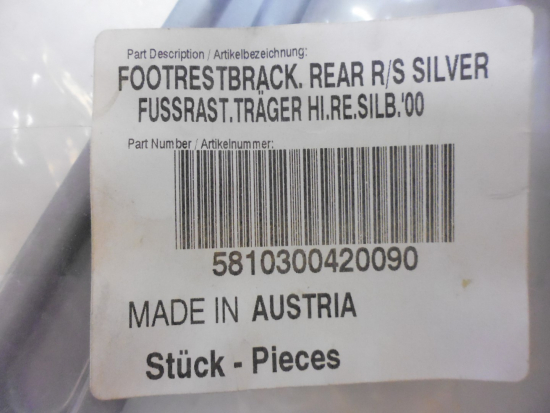 Part Description / Artikelbezeichnung:
FOOTRESTBRACK. REAR R/S SILVER
FUSSRAST.TRÄGER HI.RE.SILB.'00
Part Number / Artikelnummer:
5810300420090
MADE IN AUSTRIA
Stück - Pieces